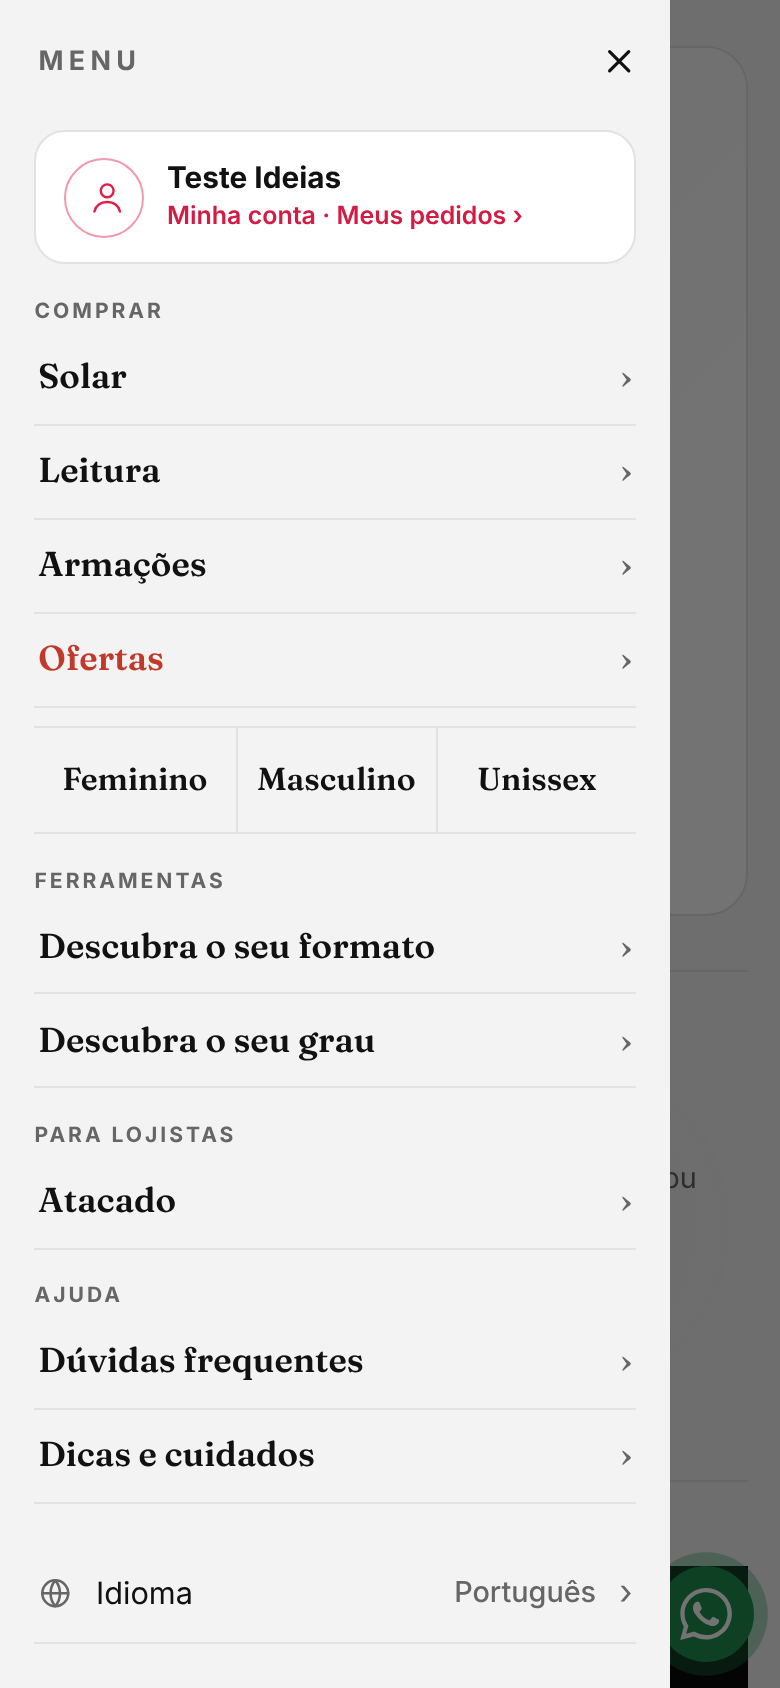 MENU
Teste Ideias
Minha conta · Meus pedidos ›
COMPRAR
Solar ›
Leitura ›
Armações ›
Ofertas ›
Feminino Masculino Unissex
FERRAMENTAS
Descubra o seu formato ›
Descubra o seu grau ›
PARA LOJISTAS
Atacado ›
ou
AJUDA
Dúvidas frequentes ›
Dicas e cuidados ›
Idioma Português ›